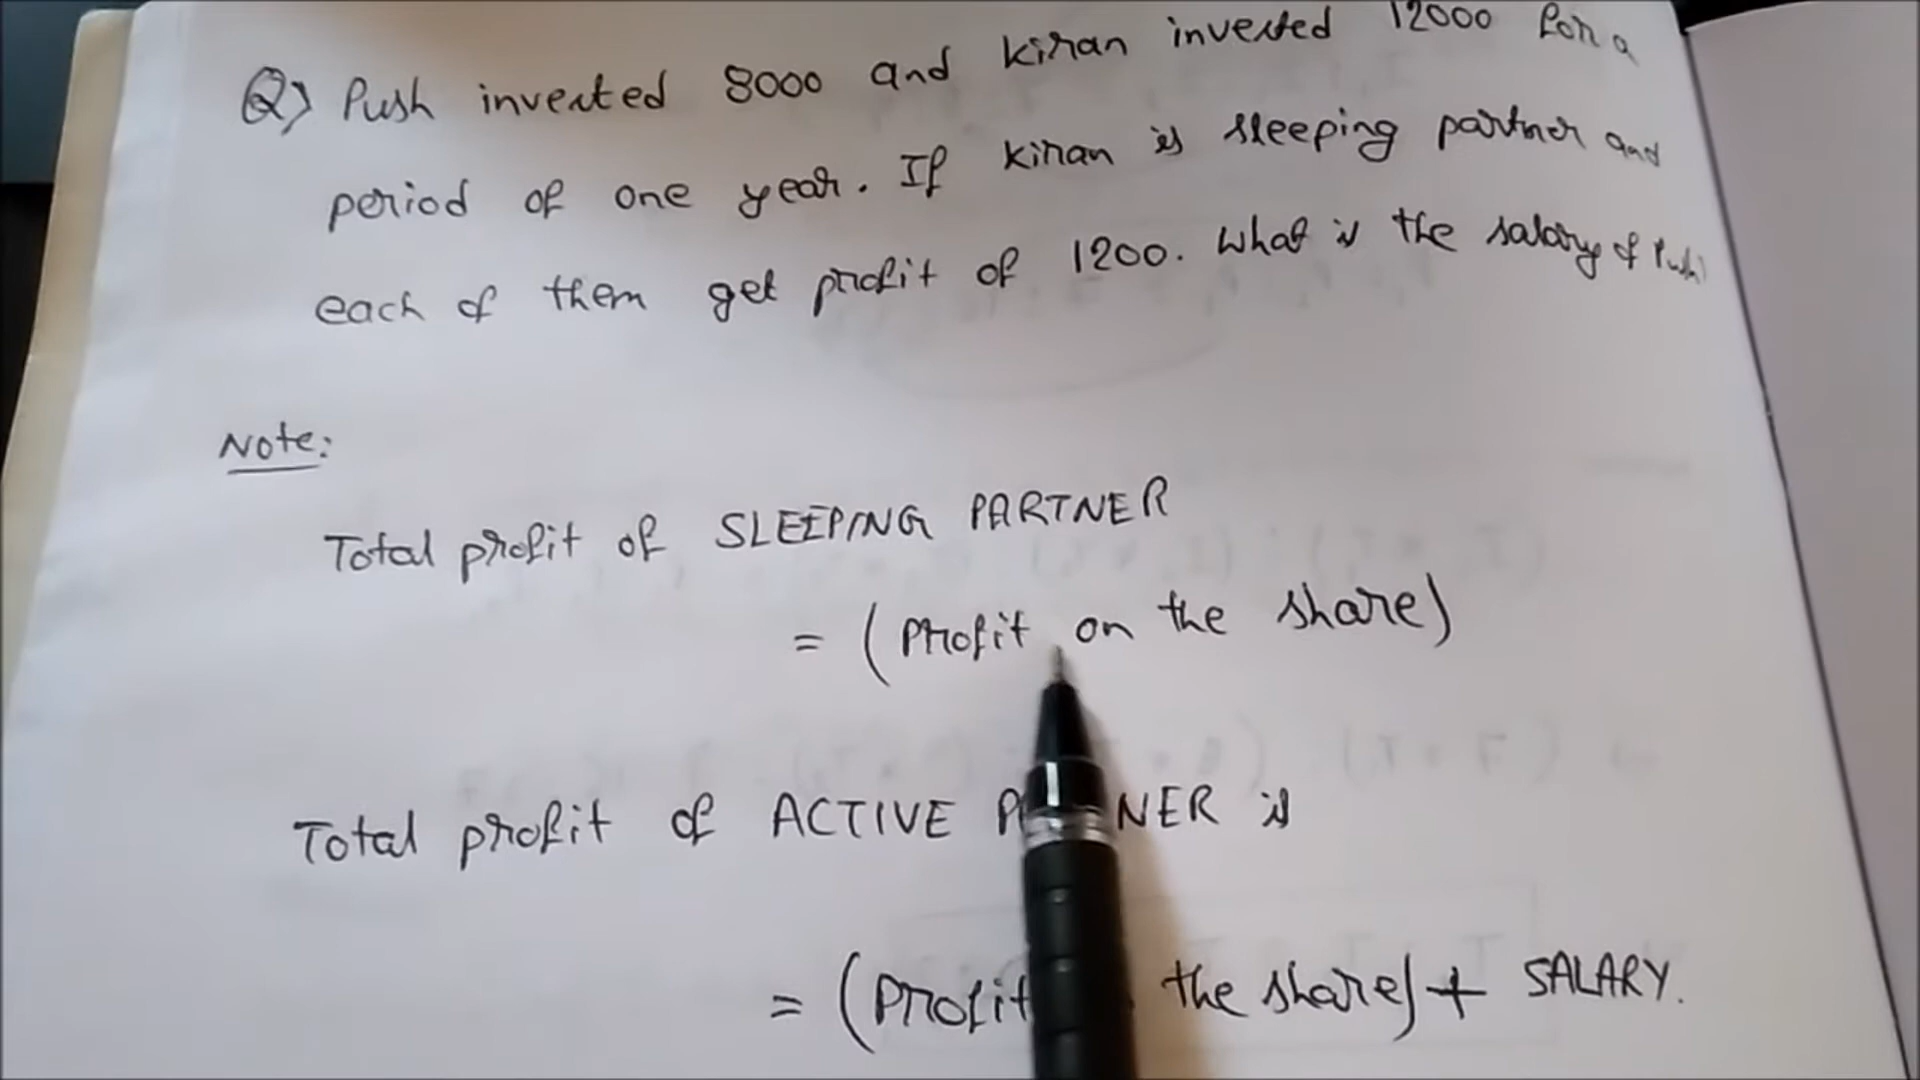 Q) Push invested 8000 and kiran invested 12000 for a
period of one year. If kiran is sleeping partner and
each of them get profit of 1200. What is the salary of Push
Note:
Total profit of SLEEPING PARTNER
= (Profit on the share)
Total profit of ACTIVE P NER is
= (Profit the share) + SALARY.